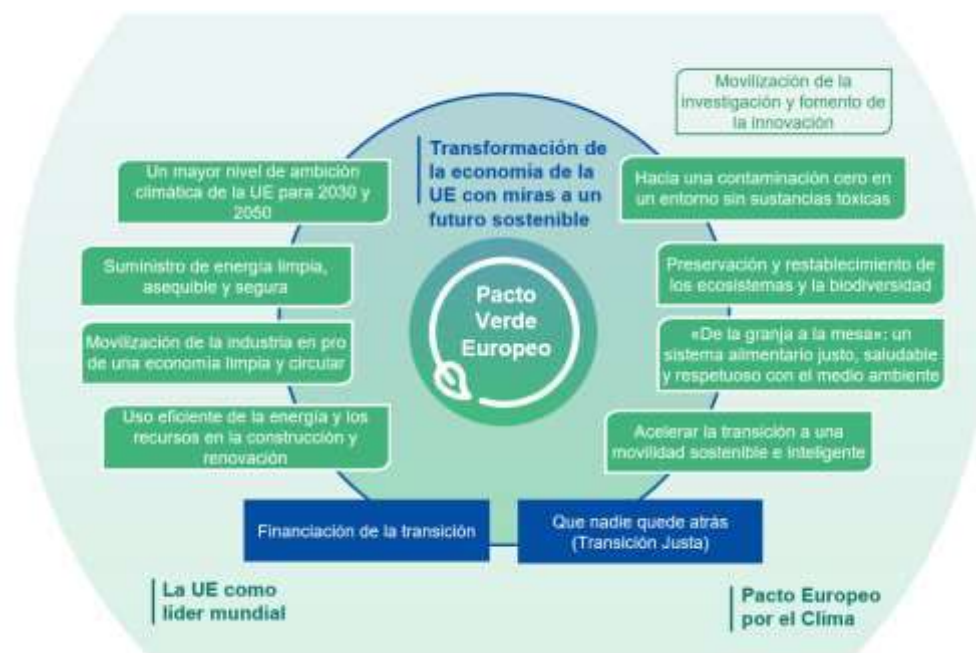 Movilización de la
investigación y fomento de
la innovación
Transformación de
la economía de la
UE con miras a un
futuro sostenible
Un mayor nivel de ambición
climática de la UE para 2030 y
2050
Hacia una contaminación cero en
un entorno sin sustancias tóxicas
Suministro de energía limpia,
asequible y segura
Preservación y restablecimiento de
los ecosistemas y la biodiversidad
Pacto
Verde
Europeo
Movilización de la industria en pro
de una economía limpia y circular
«De la granja a la mesa»: un
sistema alimentario justo, saludable
y respetuoso con el medio ambiente
Uso eficiente de la energía y los
recursos en la construcción y
renovación
Acelerar la transición a una
movilidad sostenible e inteligente
Financiación de la transición
Que nadie quede atrás
(Transición Justa)
La UE como
líder mundial
Pacto Europeo
por el Clima